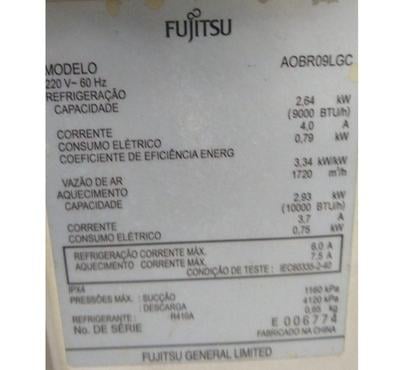 FUJITSU
MODELO AOBR09LGC
220 V~ 60 Hz
REFRIGERAÇÃO
CAPACIDADE 2,64 kW
(9000 BTU/h)
CORRENTE 4,0 A
CONSUMO ELÉTRICO 0,79 kW
COEFICIENTE DE EFICIÊNCIA ENERG 3,34 kW/kW
VAZÃO DE AR 1720 m³/h
AQUECIMENTO
CAPACIDADE 2,93 kW
(10000 BTU/h)
CORRENTE 3,7 A
CONSUMO ELÉTRICO 0,75 kW
REFRIGERAÇÃO CORRENTE MÁX. 6,0 A
AQUECIMENTO CORRENTE MÁX. 7,5 A
CONDIÇÃO DE TESTE : IEC60335-2-40
IPX4
PRESSÕES MÁX. : SUCÇÃO 1160 kPa
: DESCARGA 4120 kPa
REFRIGERANTE : R410A 0,65 kg
No. DE SÉRIE E 006774
FABRICADO NA CHINA
FUJITSU GENERAL LIMITED